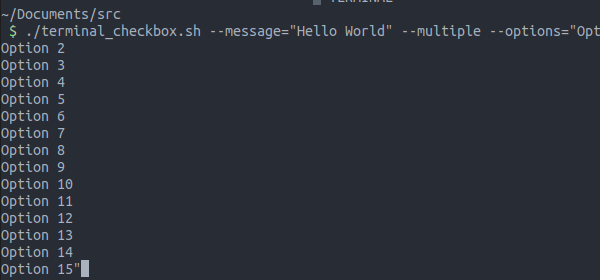 TERMINAL
~/Documents/src
$ ./terminal_checkbox.sh --message="Hello World" --multiple --options="Opt
Option 2
Option 3
Option 4
Option 5
Option 6
Option 7
Option 8
Option 9
Option 10
Option 11
Option 12
Option 13
Option 14
Option 15"